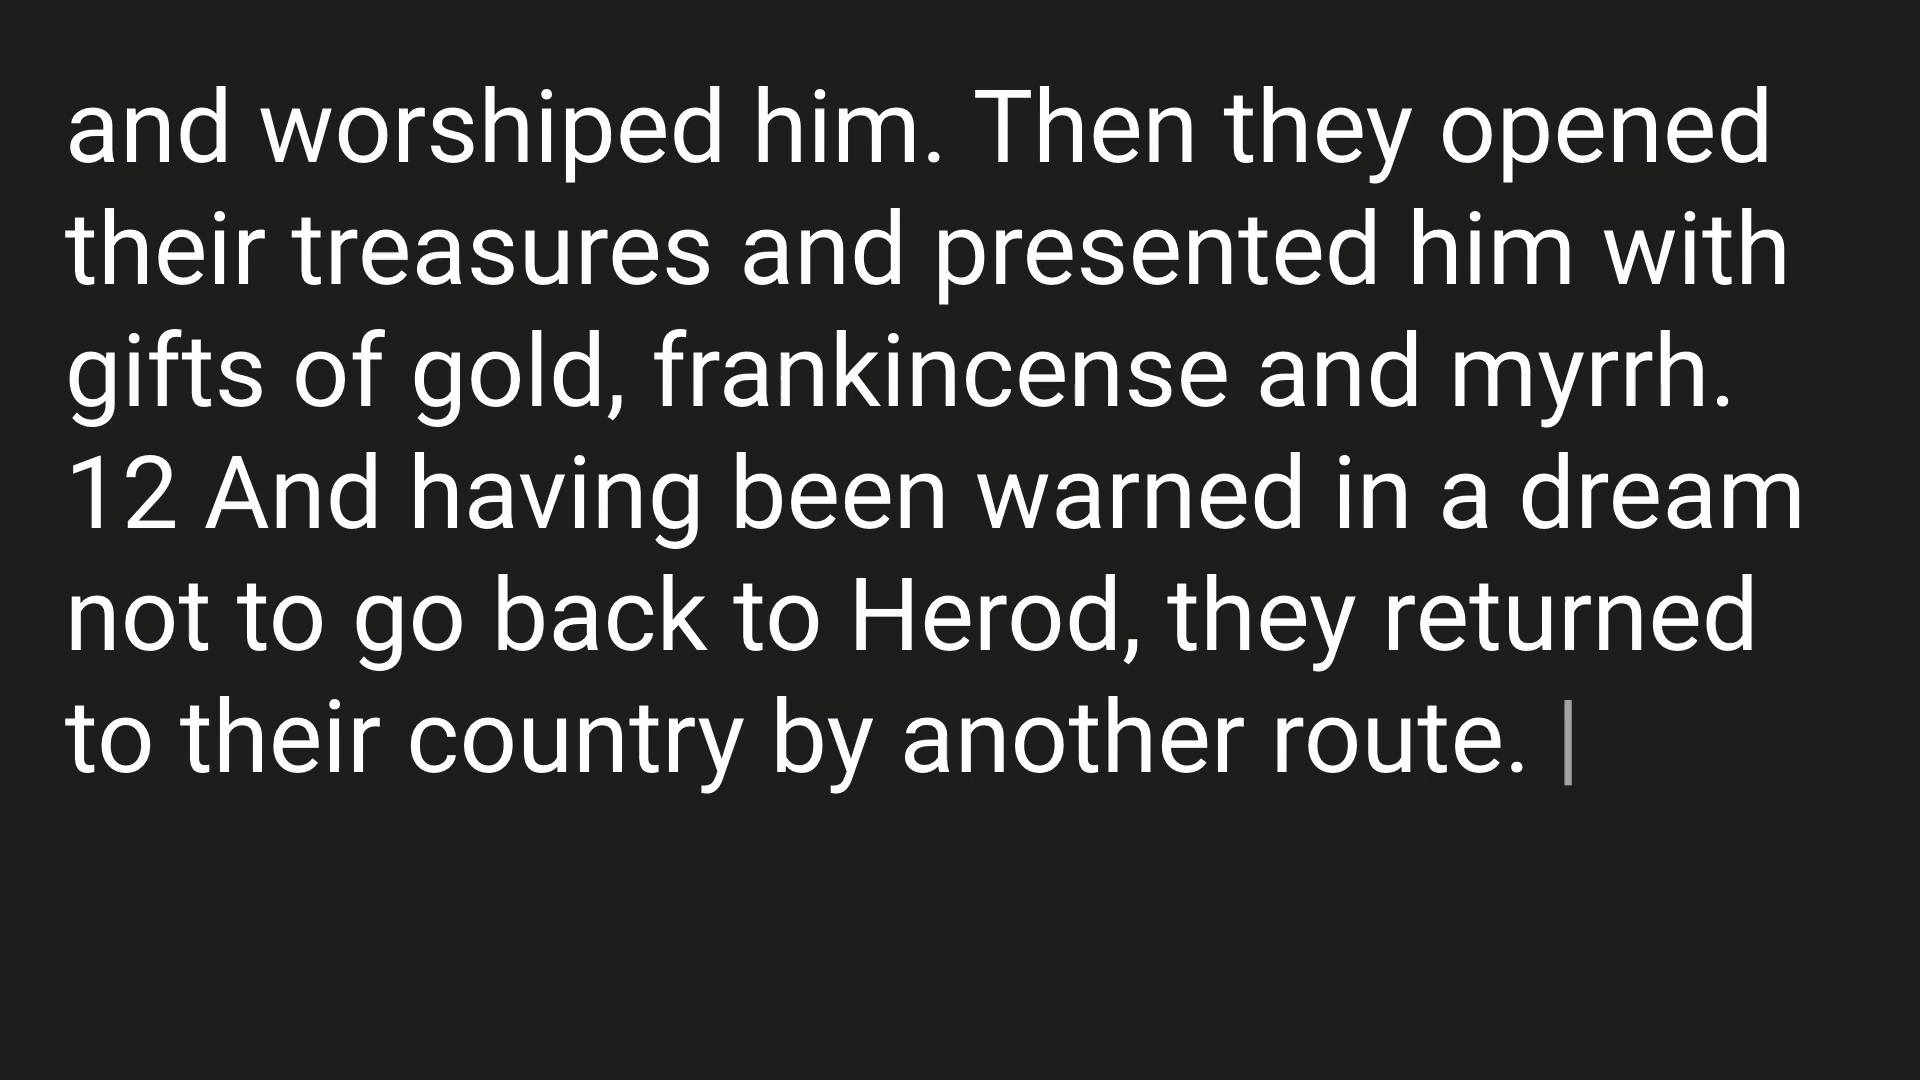 and worshiped him. Then they opened
their treasures and presented him with
gifts of gold, frankincense and myrrh.
12 And having been warned in a dream
not to go back to Herod, they returned
to their country by another route.